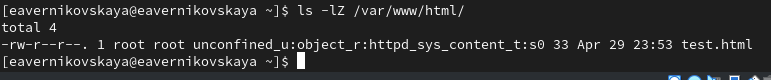 [eavernikovskaya@eavernikovskaya ~]$ ls -lZ /var/www/html/
total 4
-rw-r--r--. 1 root root unconfined_u:object_r:httpd_sys_content_t:s0 33 Apr 29 23:53 test.html
[eavernikovskaya@eavernikovskaya ~]$